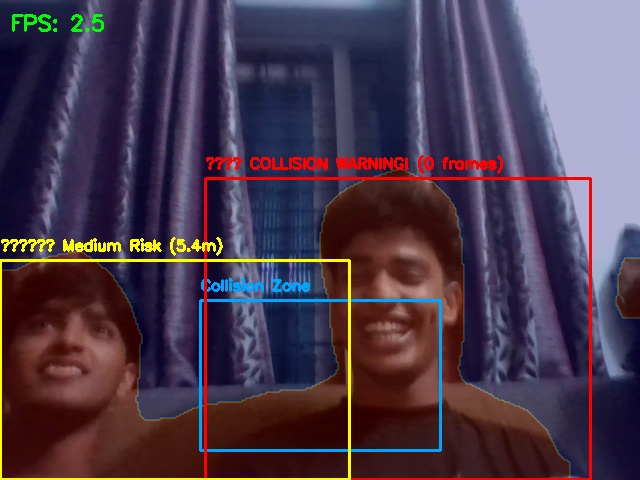 FPS: 2.5
???? COLLISION WARNING! (0 frames)
?????? Medium Risk (5.4m)
Collision Zone